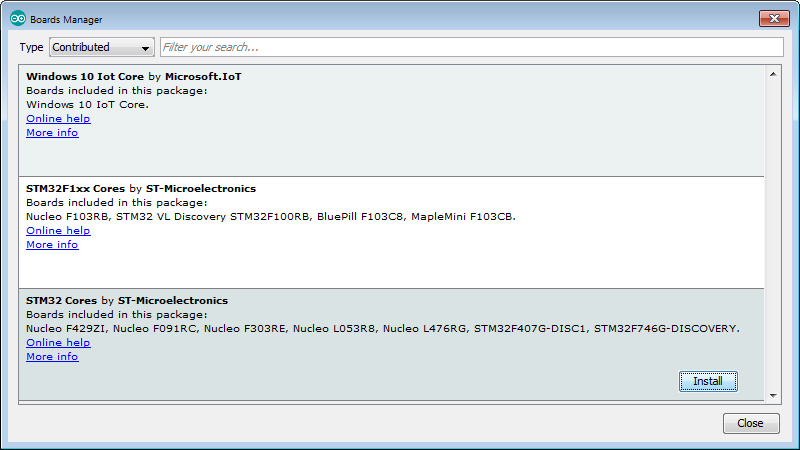 Boards Manager
Type Contributed Filter your search...
Windows 10 Iot Core by Microsoft.IoT
Boards included in this package:
Windows 10 IoT Core.
Online help
More info
STM32F1xx Cores by ST-Microelectronics
Boards included in this package:
Nucleo F103RB, STM32 VL Discovery STM32F100RB, BluePill F103C8, MapleMini F103CB.
Online help
More info
STM32 Cores by ST-Microelectronics
Boards included in this package:
Nucleo F429ZI, Nucleo F091RC, Nucleo F303RE, Nucleo L053R8, Nucleo L476RG, STM32F407G-DISC1, STM32F746G-DISCOVERY.
Online help
More info
Install
Close